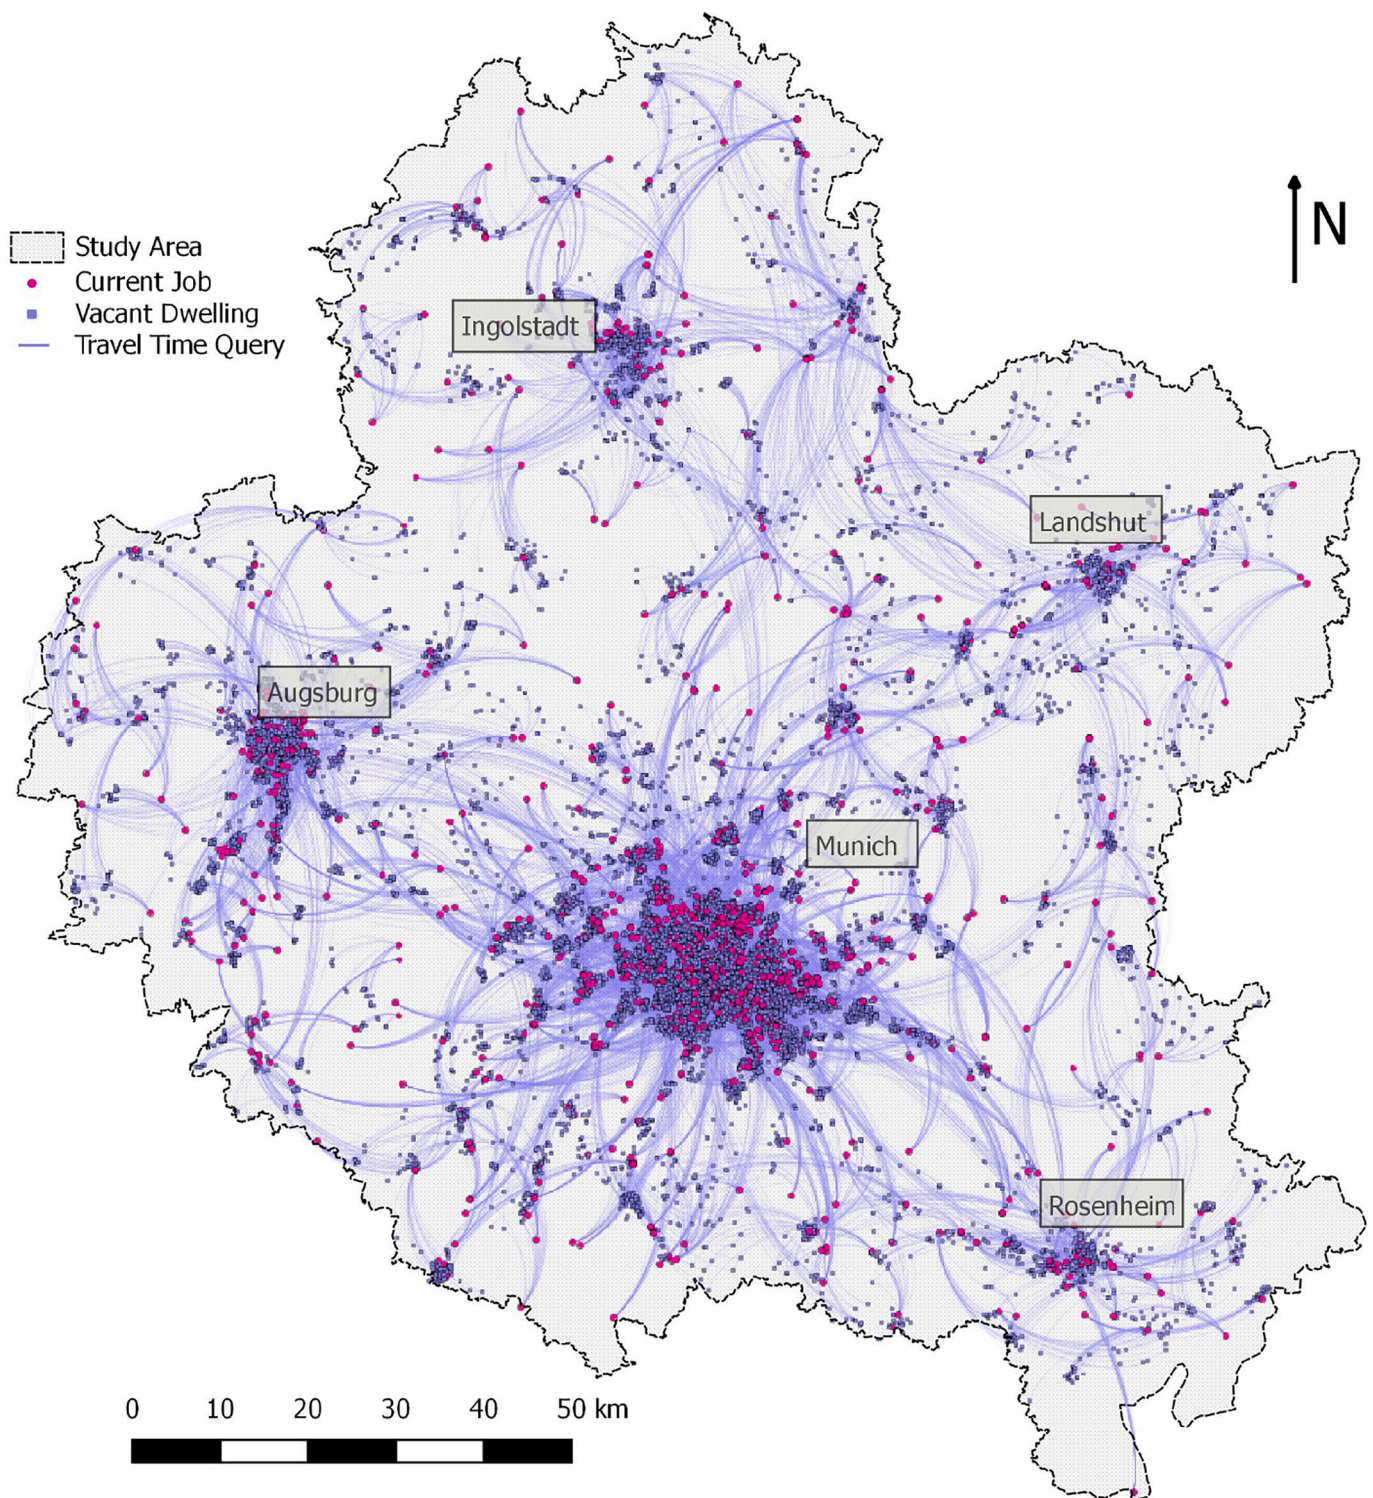 N
Study Area
Current Job
Vacant Dwelling
Travel Time Query
Ingolstadt
Landshut
Augsburg
Munich
Rosenheim
0 10 20 30 40 50 km